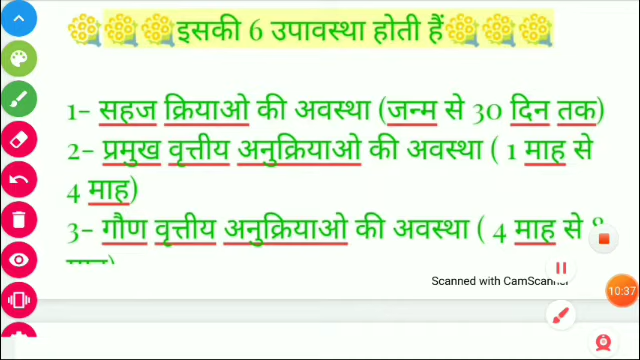 इसकी 6 उपावस्था होती हैं
1- सहज क्रियाओ की अवस्था (जन्म से 30 दिन तक)
2- प्रमुख वृत्तीय अनुक्रियाओ की अवस्था ( 1 माह से
4 माह)
3- गौण वृत्तीय अनुक्रियाओ की अवस्था ( 4 माह से 8
Scanned with CamScanner
10:37